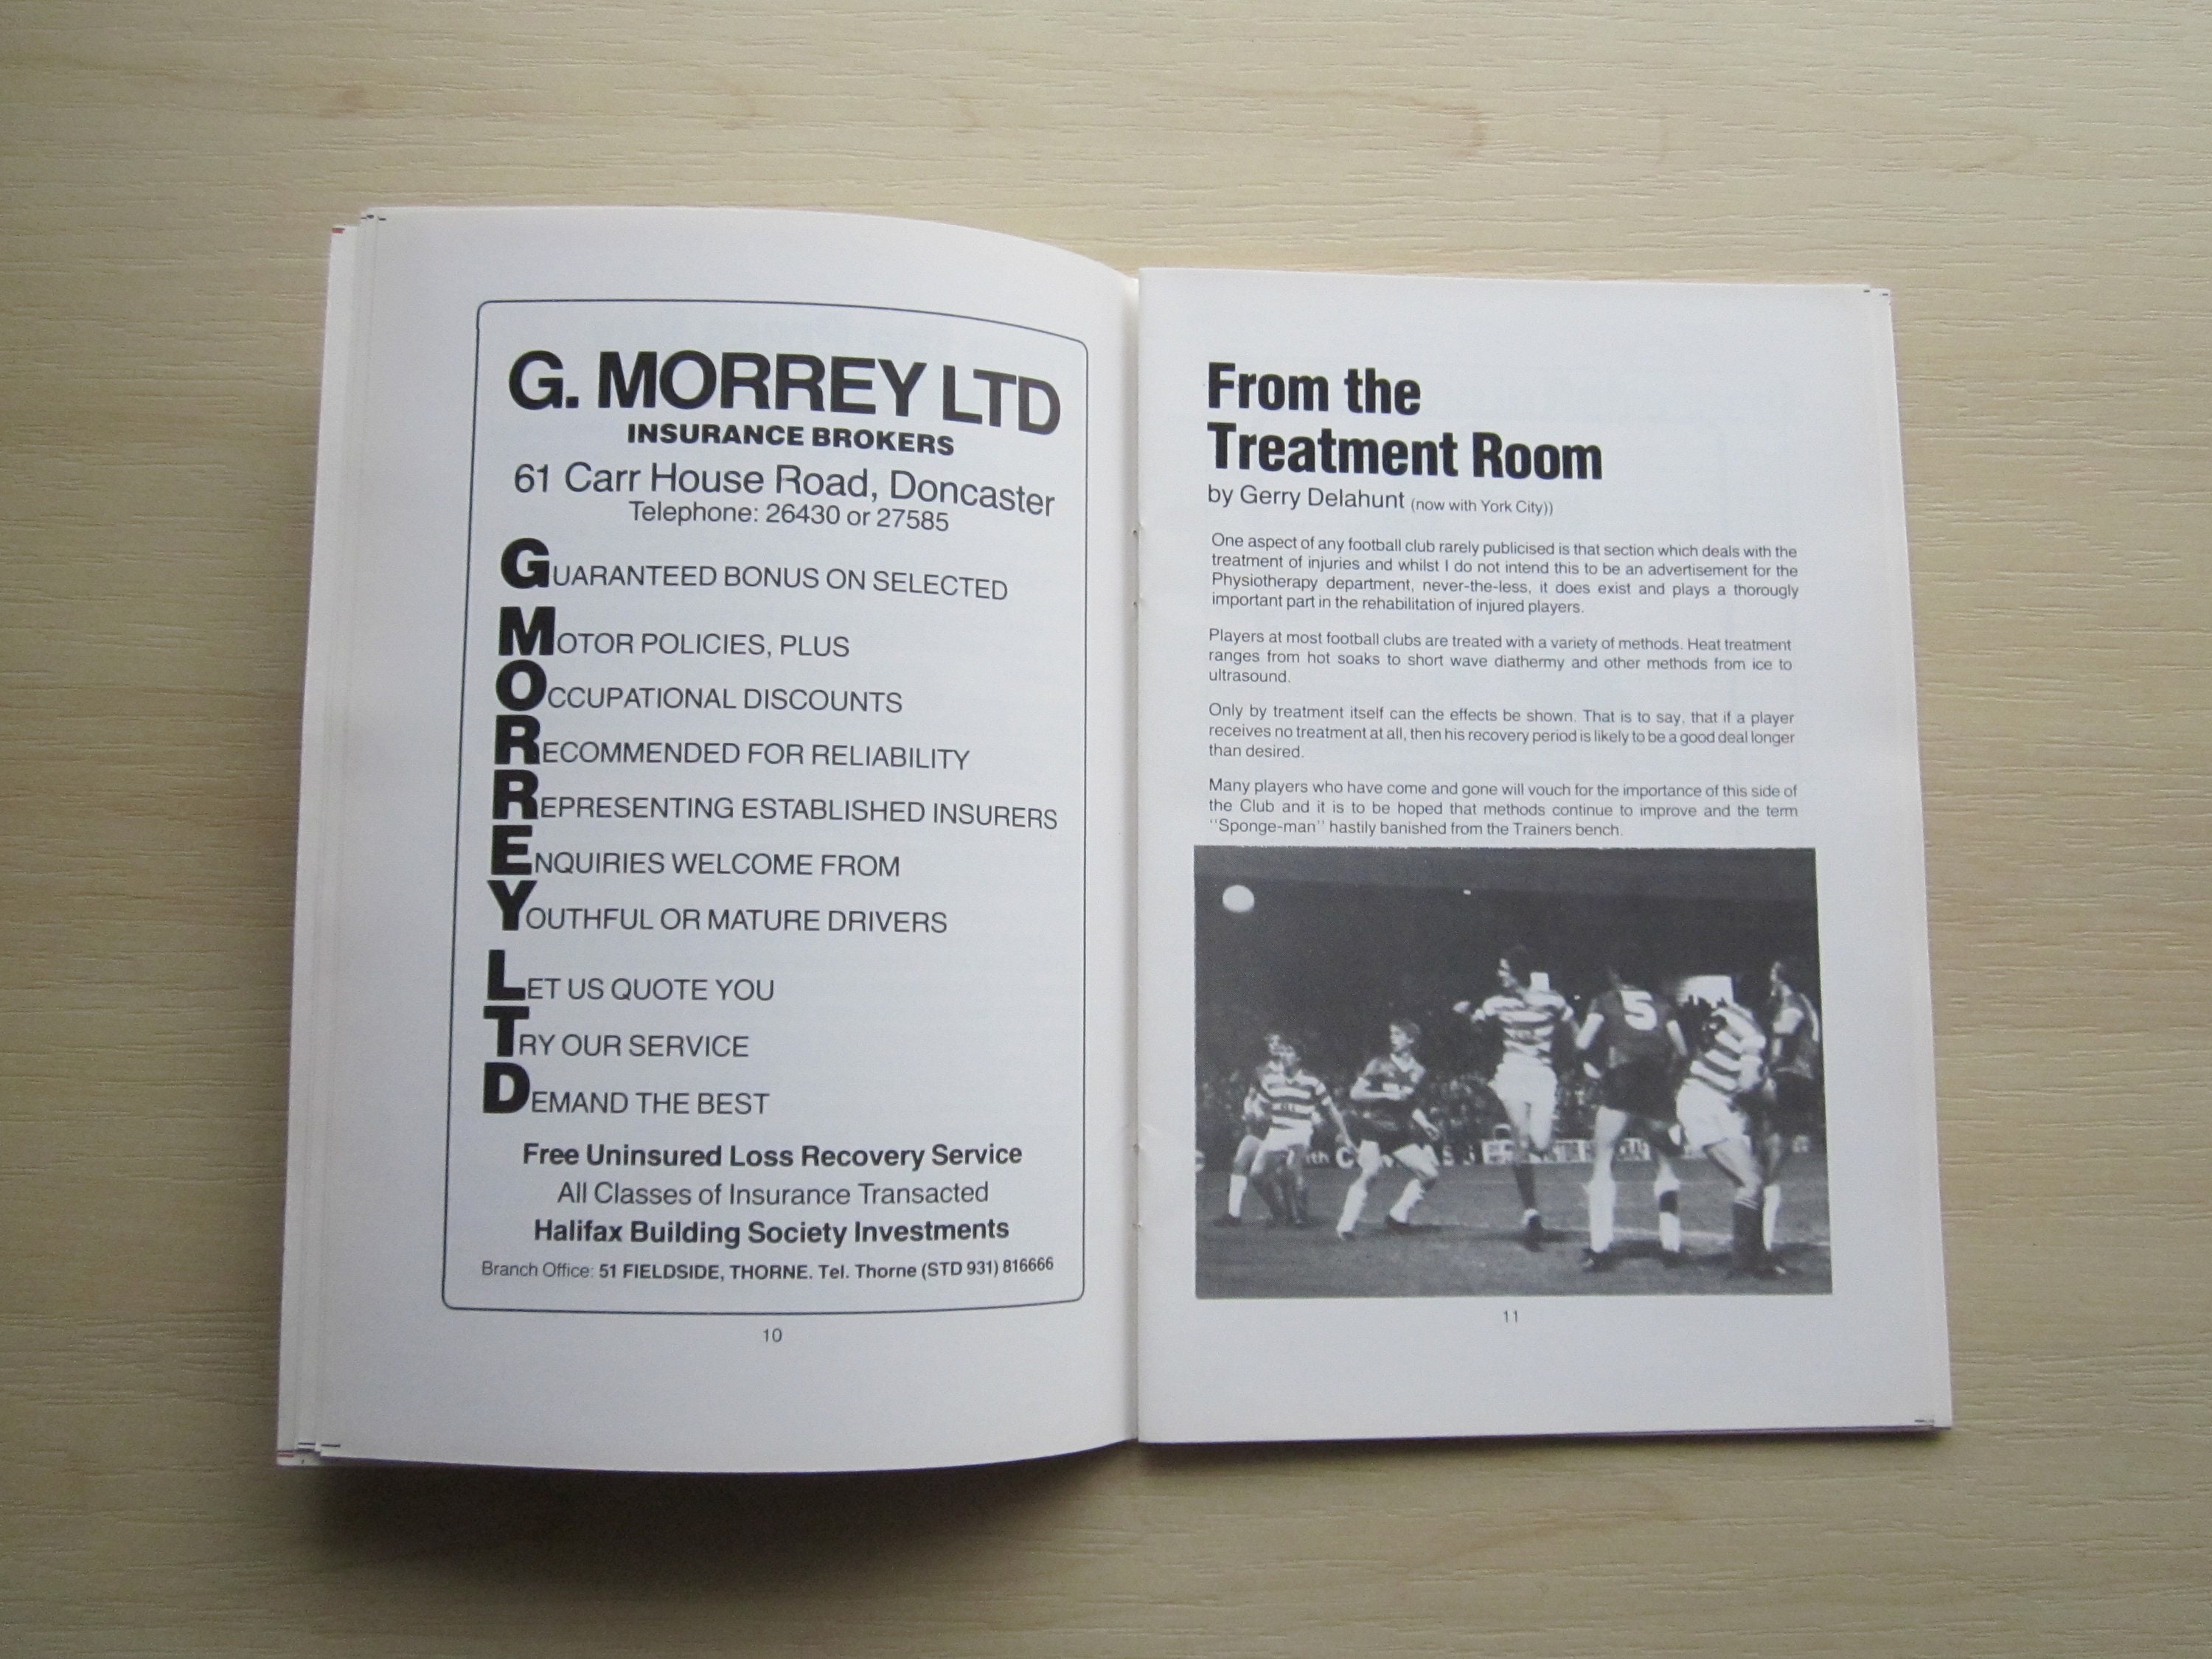 G. MORREY LTD
INSURANCE BROKERS
61 Carr House Road, Doncaster
Telephone: 26430 or 27585
GUARANTEED BONUS ON SELECTED
MOTOR POLICIES, PLUS
OCCUPATIONAL DISCOUNTS
RECOMMENDED FOR RELIABILITY
REPRESENTING ESTABLISHED INSURERS
ENQUIRIES WELCOME FROM
YOUTHFUL OR MATURE DRIVERS
LET US QUOTE YOU
TRY OUR SERVICE
DEMAND THE BEST
Free Uninsured Loss Recovery Service
All Classes of Insurance Transacted
Halifax Building Society Investments
Branch Office: 51 FIELDSIDE, THORNE. Tel. Thorne (STD 931) 816666
10
From the
Treatment Room
by Gerry Delahunt (now with York City))
One aspect of any football club rarely publicised is that section which deals with the
treatment of injuries and whilst I do not intend this to be an advertisement for the
Physiotherapy department, never-the-less, it does exist and plays a thorougly
important part in the rehabilitation of injured players.
Players at most football clubs are treated with a variety of methods. Heat treatment
ranges from hot soaks to short wave diathermy and other methods from ice to
ultrasound.
Only by treatment itself can the effects be shown. That is to say, that if a player
receives no treatment at all, then his recovery period is likely to be a good deal longer
than desired.
Many players who have come and gone will vouch for the importance of this side of
the Club and it is to be hoped that methods continue to improve and the term
''Sponge-man'' hastily banished from the Trainers bench.
5
11